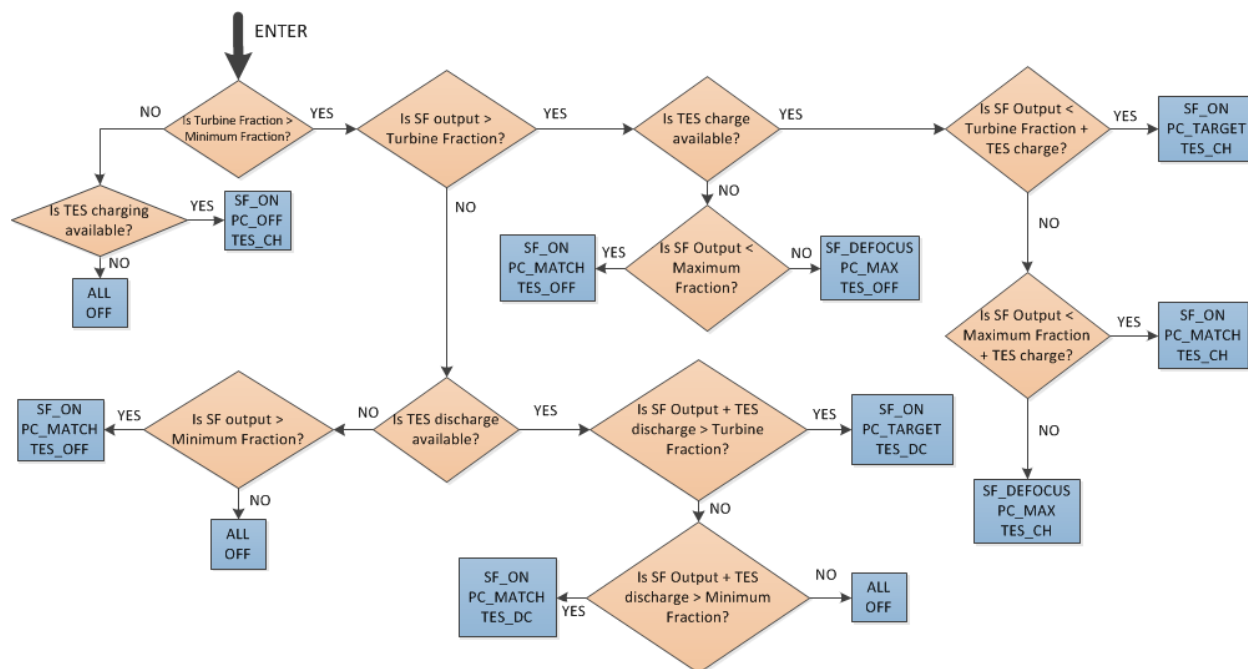 ENTER
NO
Is Turbine Fraction >
Minimum Fraction?
YES
Is SF output >
Turbine Fraction?
YES
Is TES charge
available?
YES
Is SF Output <
Turbine Fraction +
TES charge?
YES
SF_ON
PC_TARGET
TES_CH
Is TES charging
available?
YES
SF_ON
PC_OFF
TES_CH
NO
ALL
OFF
NO
NO
SF_ON
PC_MATCH
TES_OFF
YES
Is SF Output <
Maximum
Fraction?
NO
SF_DEFOCUS
PC_MAX
TES_OFF
NO
Is SF Output <
Maximum Fraction
+ TES charge?
YES
SF_ON
PC_MATCH
TES_CH
NO
SF_DEFOCUS
PC_MAX
TES_CH
SF_ON
PC_MATCH
TES_OFF
YES
Is SF output >
Minimum Fraction?
NO
Is TES discharge
available?
YES
Is SF Output + TES
discharge > Turbine
Fraction?
YES
SF_ON
PC_TARGET
TES_DC
NO
ALL
OFF
NO
SF_ON
PC_MATCH
TES_DC
YES
Is SF Output + TES
discharge > Minimum
Fraction?
NO
ALL
OFF